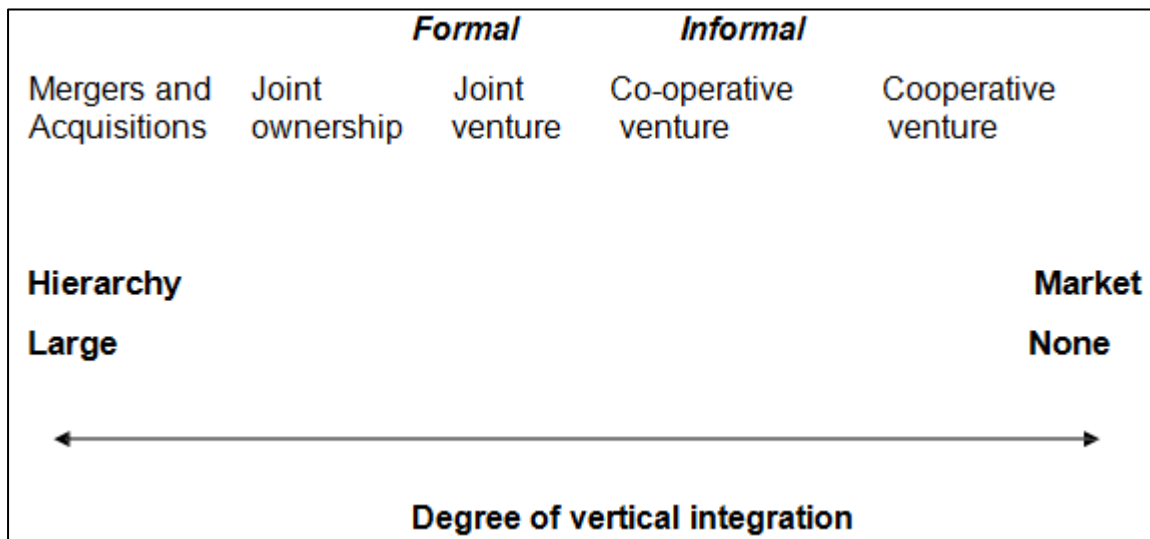 Formal Informal
Mergers and Joint Joint Co-operative Cooperative
Acquisitions ownership venture venture venture
Hierarchy Market
Large None
Degree of vertical integration